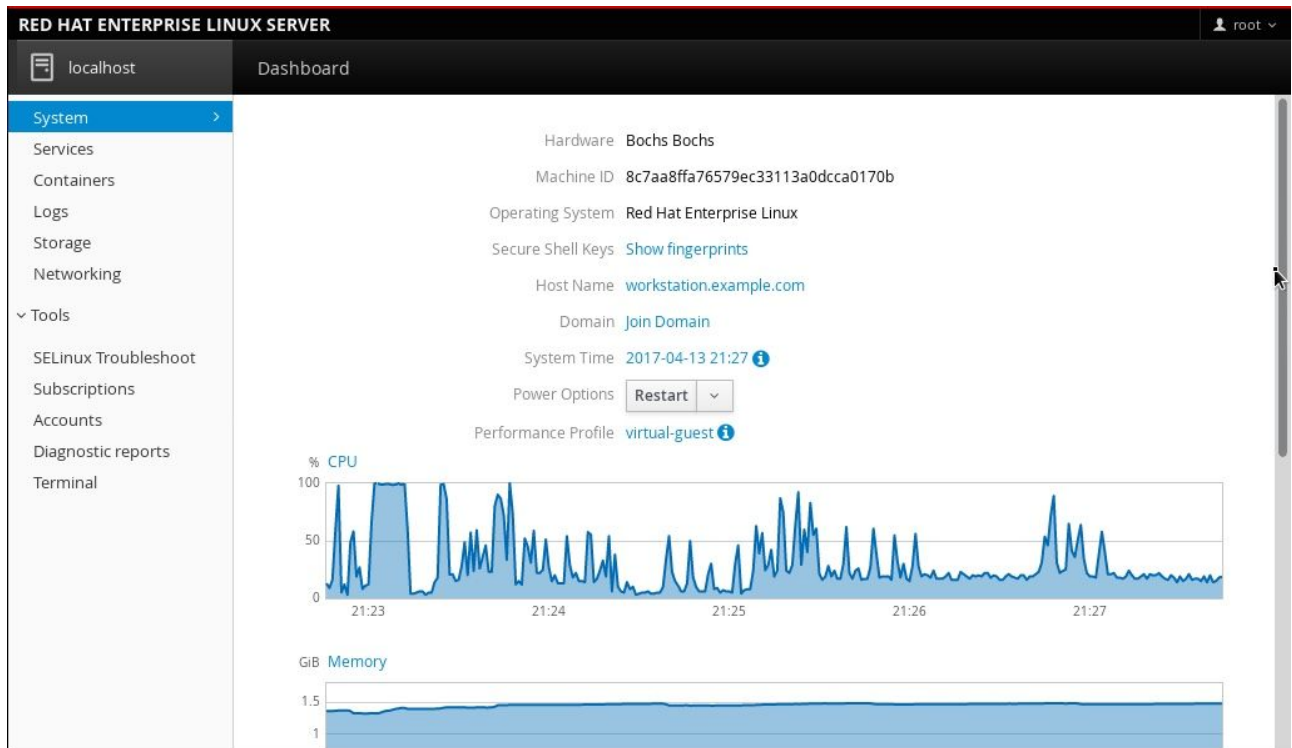 RED HAT ENTERPRISE LINUX SERVER
root
localhost
Dashboard
System
Services
Containers
Logs
Storage
Networking
Tools
SELinux Troubleshoot
Subscriptions
Accounts
Diagnostic reports
Terminal
Hardware Bochs Bochs
Machine ID 8c7aa8ffa76579ec33113a0dcca0170b
Operating System Red Hat Enterprise Linux
Secure Shell Keys Show fingerprints
Host Name workstation.example.com
Domain Join Domain
System Time 2017-04-13 21:27
Power Options Restart
Performance Profile virtual-guest
% CPU
100
50
0
21:23 21:24 21:25 21:26 21:27
GiB Memory
1.5
1